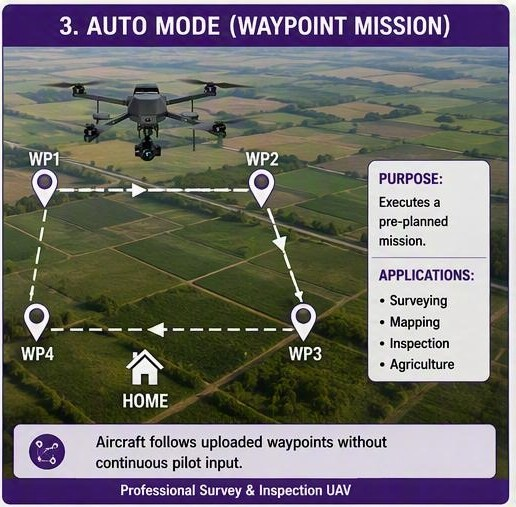 3. AUTO MODE (WAYPOINT MISSION)
WP1
WP2
PURPOSE:
Executes a
pre-planned
mission.
APPLICATIONS:
• Surveying
• Mapping
• Inspection
• Agriculture
WP4
WP3
HOME
Aircraft follows uploaded waypoints without
continuous pilot input.
Professional Survey & Inspection UAV